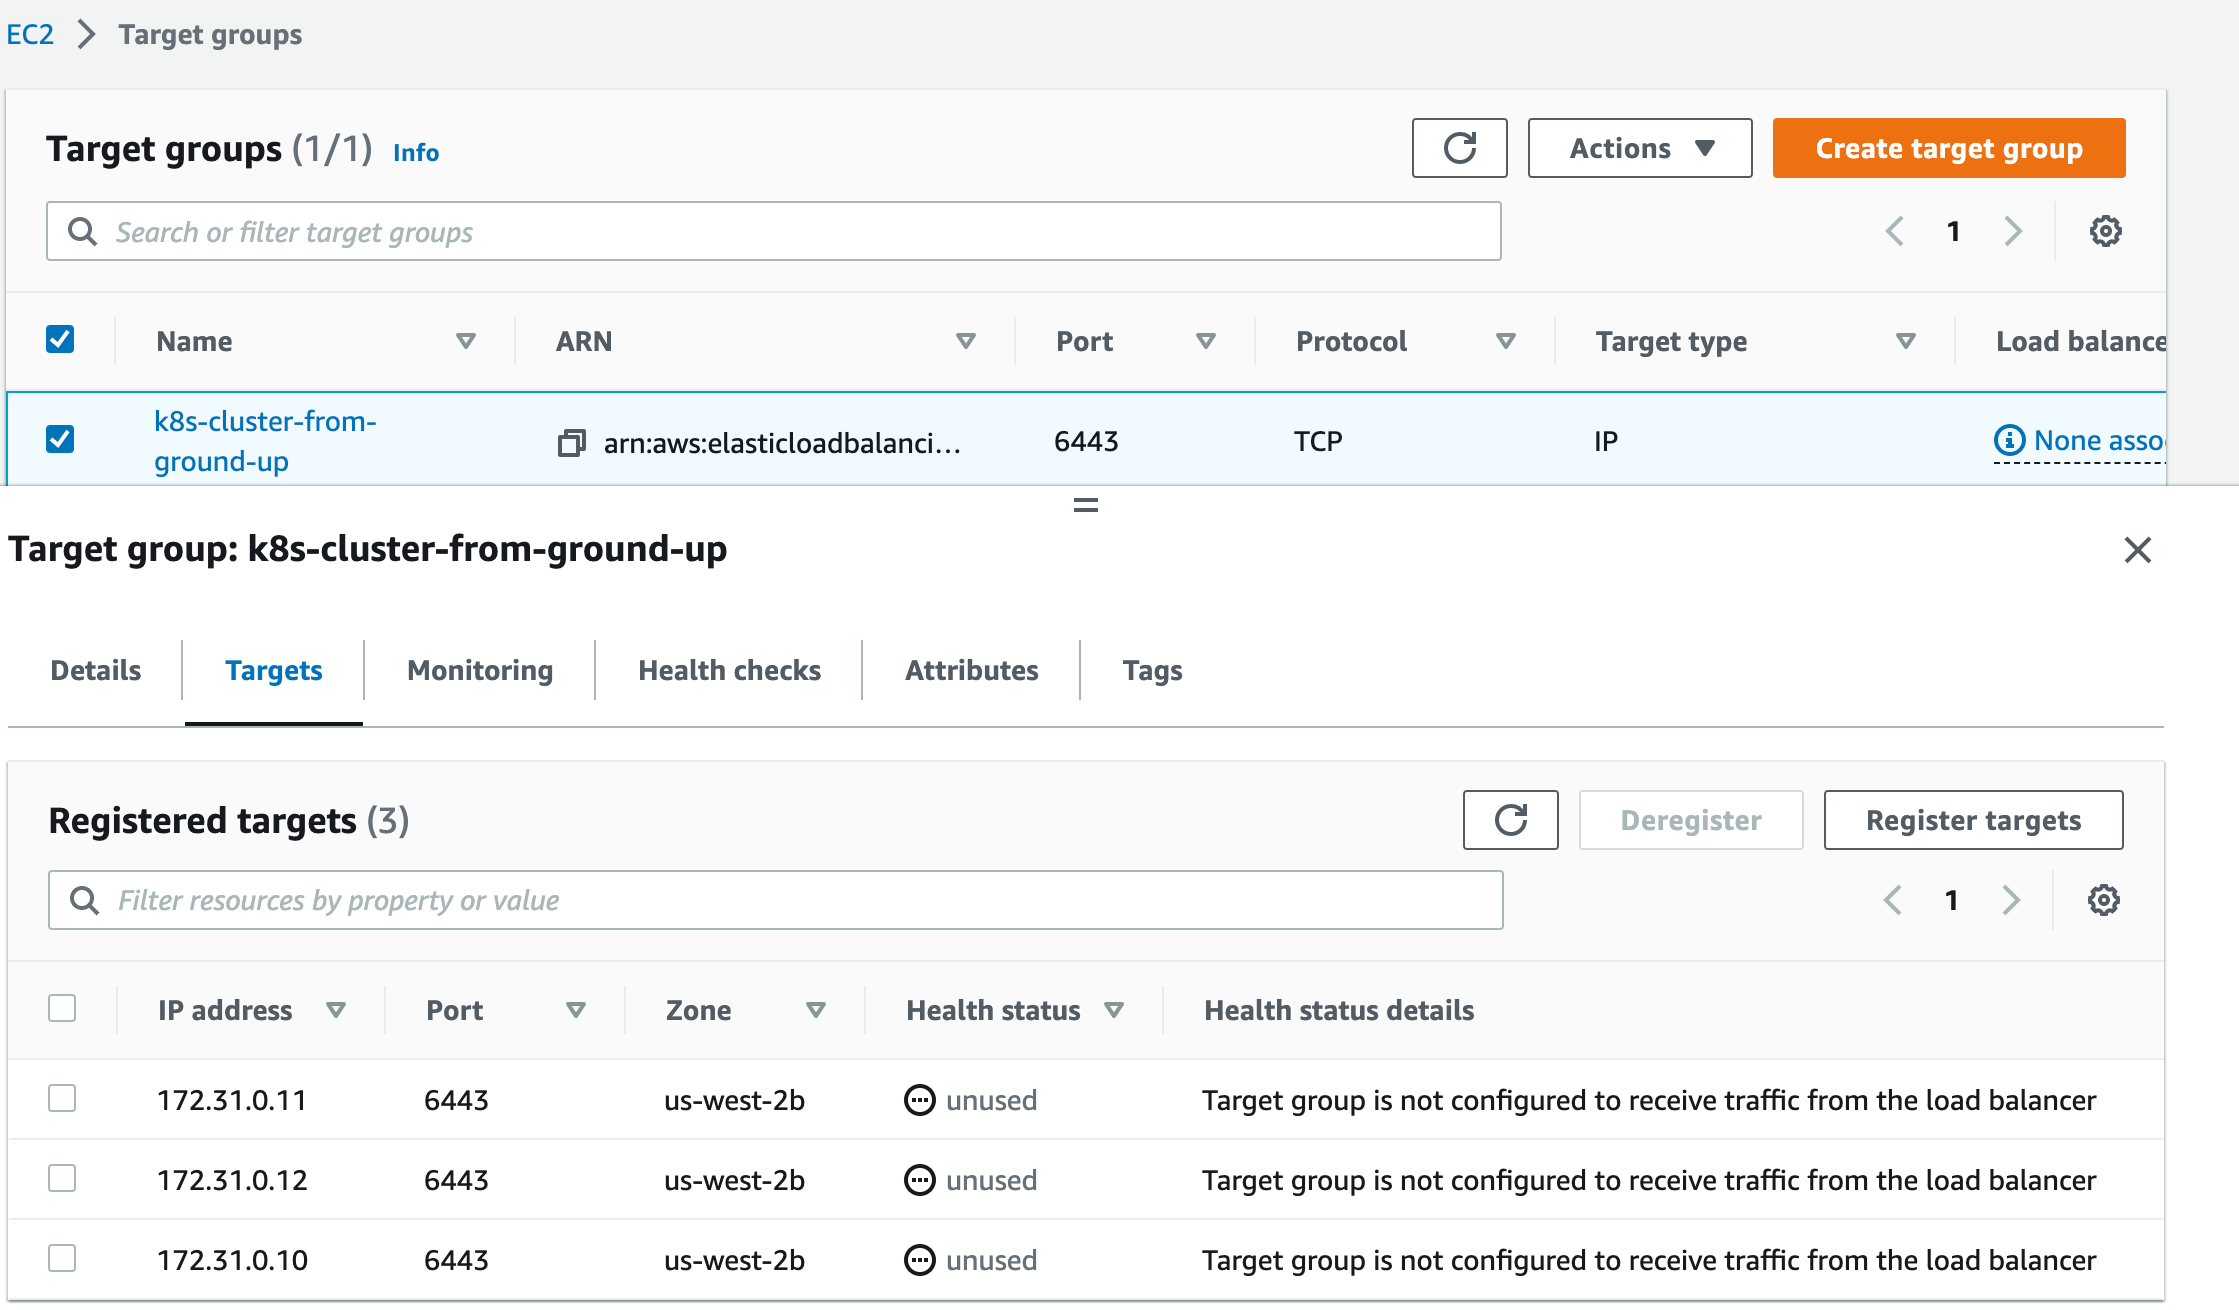 EC2 > Target groups
Target groups (1/1) Info
Actions
Create target group
Search or filter target groups
1
Name ARN Port Protocol Target type Load balance
k8s-cluster-from-
ground-up
arn:aws:elasticloadbalanci... 6443 TCP IP None asso
Target group: k8s-cluster-from-ground-up
Details Targets Monitoring Health checks Attributes Tags
Registered targets (3)
Deregister
Register targets
Filter resources by property or value
1
IP address Port Zone Health status Health status details
172.31.0.11 6443 us-west-2b unused Target group is not configured to receive traffic from the load balancer
172.31.0.12 6443 us-west-2b unused Target group is not configured to receive traffic from the load balancer
172.31.0.10 6443 us-west-2b unused Target group is not configured to receive traffic from the load balancer